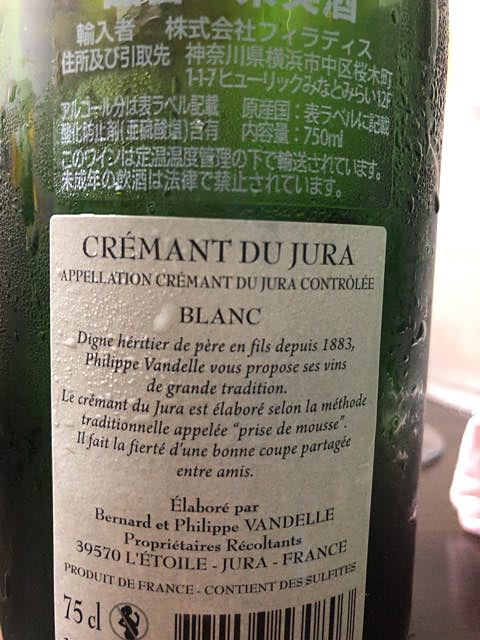 輸入者 株式会社フィラディス
住所及び引取先 神奈川県横浜市中区桜木町
1-1-7ヒューリックみなとみらい12F
アルコール分は表ラベル記載 原産国：表ラベルに記載
酸化防止剤(亜硫酸塩)含有 内容量：750ml
このワインは定温温度管理の下で輸送されています。
未成年の飲酒は法律で禁止されています。
CRÉMANT DU JURA
APPELLATION CRÉMANT DU JURA CONTRÔLÉE
BLANC
Digne héritier de père en fils depuis 1883,
Philippe Vandelle vous propose ses vins
de grande tradition.
Le crémant du Jura est élaboré selon la méthode
traditionnelle appelée “prise de mousse”.
Il fait la fierté d'une bonne coupe partagée
entre amis.
Élaboré par
Bernard et Philippe VANDELLE
Propriétaires Récoltants
39570 L'ÉTOILE - JURA - FRANCE
PRODUIT DE FRANCE - CONTIENT DES SULFITES
75 cl